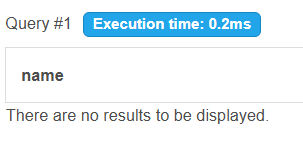 Query #1 Execution time: 0.2ms
name
There are no results to be displayed.